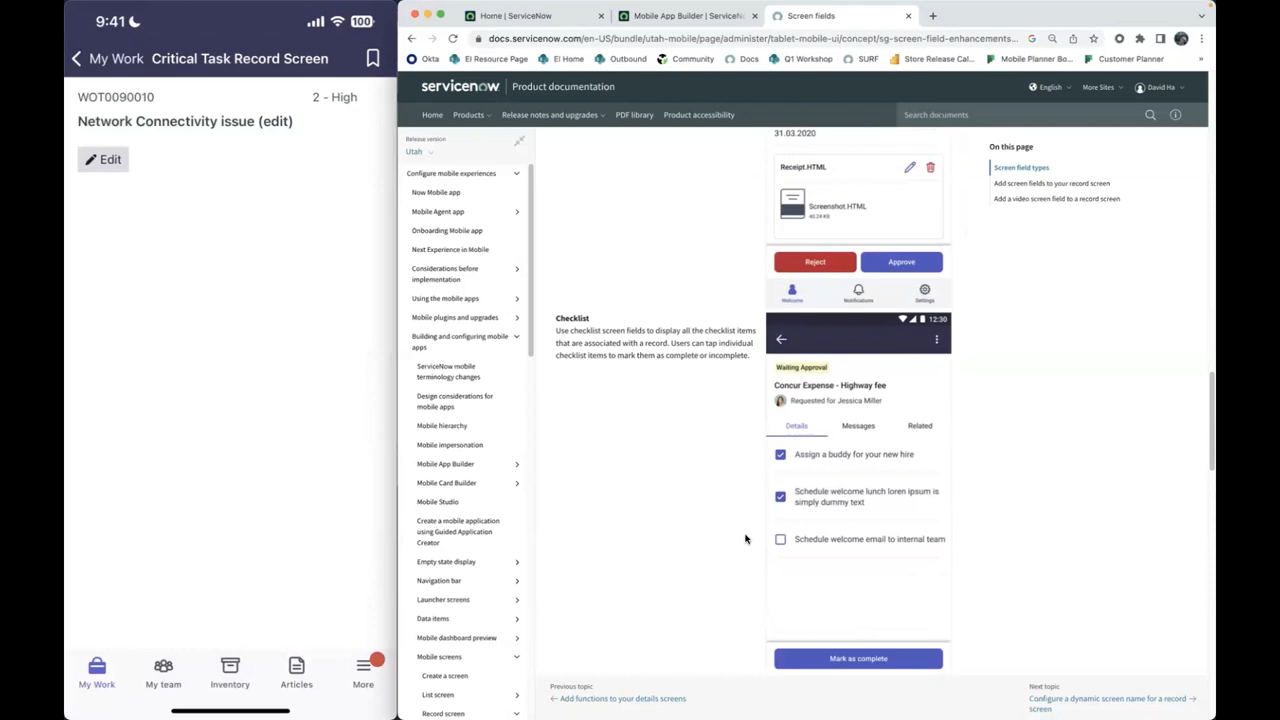 9:41
100
My Work
Critical Task Record Screen
WOT0090010
2 - High
Network Connectivity issue (edit)
Edit
My Work
My team
Inventory
Articles
More
Home | ServiceNow
Mobile App Builder | ServiceNow
Screen fields
docs.servicenow.com/en-US/bundle/utah-mobile/page/administer/tablet-mobile-ui/concept/sg-screen-field-enhancements...
Okta
EI Resource Page
EI Home
Outbound
Community
Docs
Q1 Workshop
SURF
Store Release Cal...
Mobile Planner Bo...
Customer Planner
servicenow
Product documentation
English
More Sites
David Ha
Home
Products
Release notes and upgrades
PDF library
Product accessibility
Search documents
Release version
Utah
Configure mobile experiences
Now Mobile app
Mobile Agent app
Onboarding Mobile app
Next Experience in Mobile
Considerations before
implementation
Using the mobile apps
Mobile plugins and upgrades
Building and configuring mobile
apps
ServiceNow mobile
terminology changes
Design considerations for
mobile apps
Mobile hierarchy
Mobile impersonation
Mobile App Builder
Mobile Card Builder
Mobile Studio
Create a mobile application
using Guided Application
Creator
Empty state display
Navigation bar
Launcher screens
Data items
Mobile dashboard preview
Mobile screens
Create a screen
List screen
Record screen
Checklist
Use checklist screen fields to display all the checklist items
that are associated with a record. Users can tap individual
checklist items to mark them as complete or incomplete.
31.03.2020
Receipt.HTML
Screenshot.HTML
40.24 KB
Reject
Approve
Welcome
Notifications
Settings
12:30
Waiting Approval
Concur Expense - Highway fee
Requested for Jessica Miller
Details
Messages
Related
Assign a buddy for your new hire
Schedule welcome lunch loren ipsum is
simply dummy text
Schedule welcome email to internal team
Mark as complete
On this page
Screen field types
Add screen fields to your record screen
Add a video screen field to a record screen
Previous topic
← Add functions to your details screens
Next topic
Configure a dynamic screen name for a record →
screen